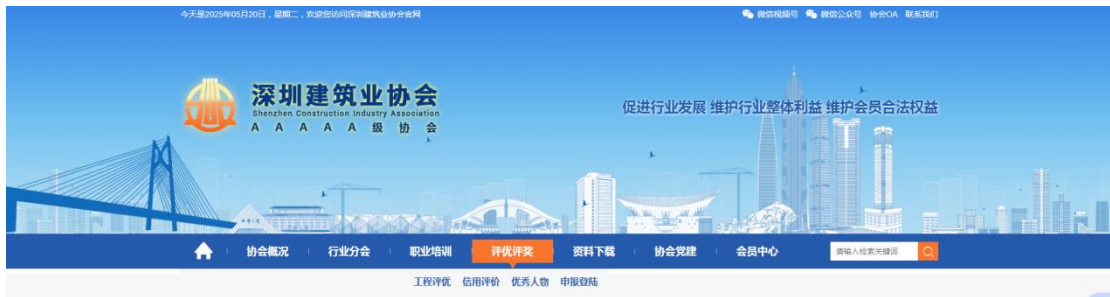 今天是2025年05月20日，星期二，欢迎您访问深圳建筑业协会官网
微信视频号 微信公众号 协会OA 联系我们
深圳建筑业协会
Shenzhen Construction Industry Association
AAAAA级协会
促进行业发展 维护行业整体利益 维护会员合法权益
协会概况 行业分会 职业培训 评优评奖 资料下载 协会党建 会员中心 请输入检索关键词
工程评优 信用评价 优秀人物 申报登陆